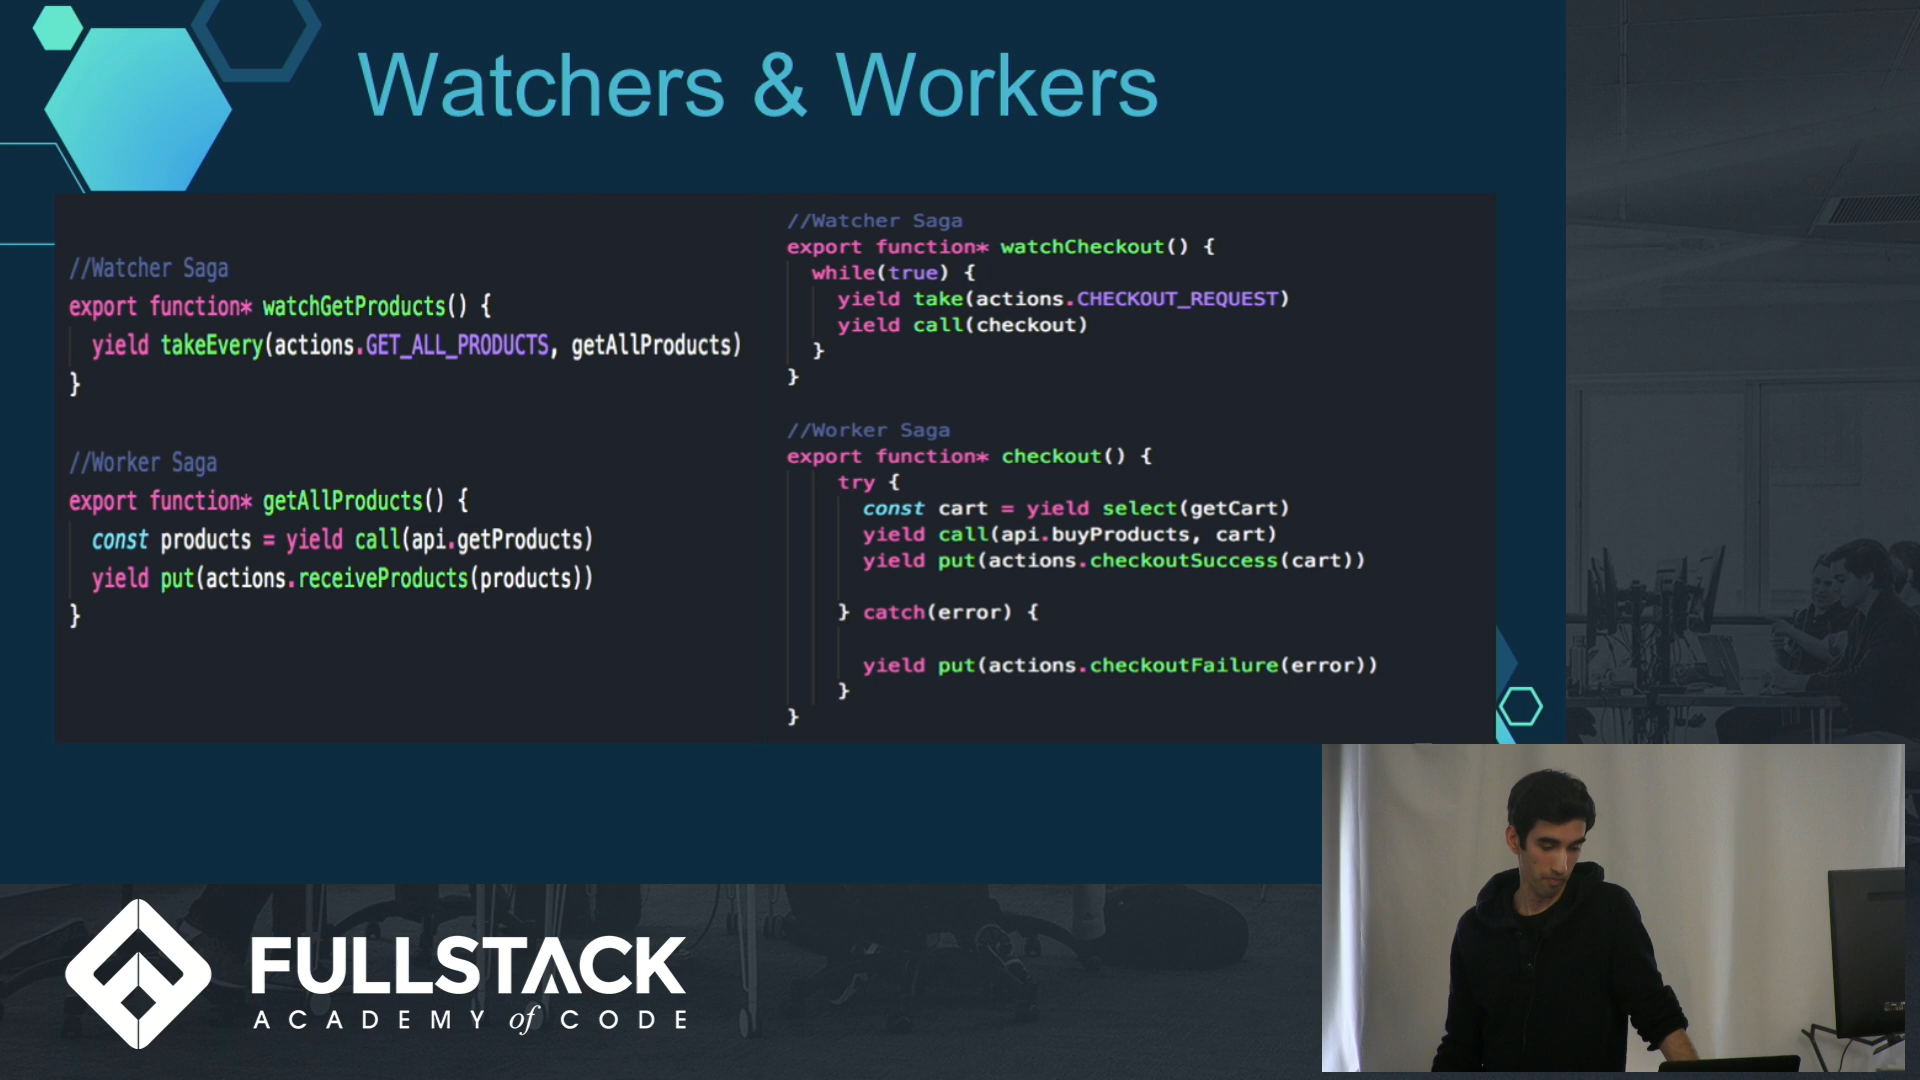 Watchers & Workers
//Watcher Saga
export function* watchGetProducts() {
yield takeEvery(actions.GET_ALL_PRODUCTS, getAllProducts)
}
//Worker Saga
export function* getAllProducts() {
const products = yield call(api.getProducts)
yield put(actions.receiveProducts(products))
}
//Watcher Saga
export function* watchCheckout() {
while(true) {
yield take(actions.CHECKOUT_REQUEST)
yield call(checkout)
}
}
//Worker Saga
export function* checkout() {
try {
const cart = yield select(getCart)
yield call(api.buyProducts, cart)
yield put(actions.checkoutSuccess(cart))
} catch(error) {
yield put(actions.checkoutFailure(error))
}
}
FULLSTACK
ACADEMY of CODE